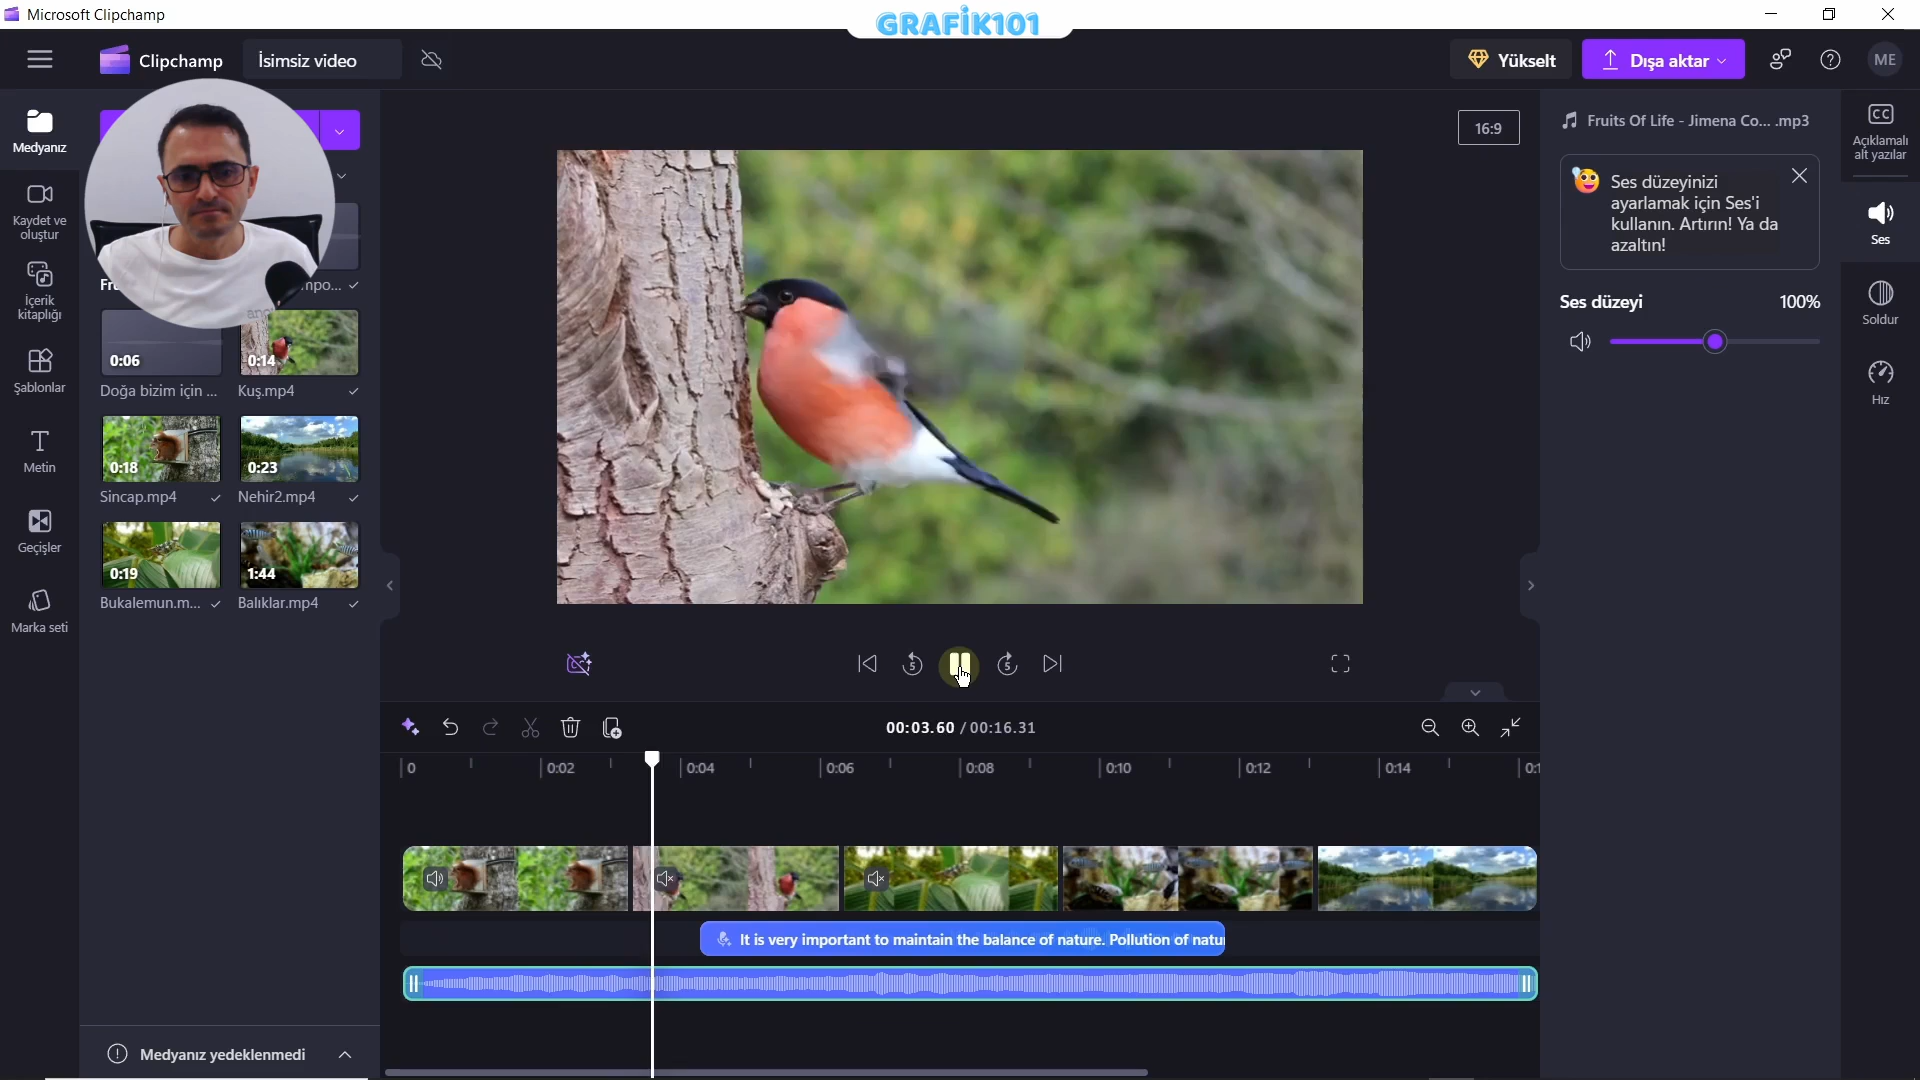 Microsoft Clipchamp
GRAFİK101
Clipchamp
İsimsiz video
Yükselt
Dışa aktar
ME
Medyanız
Kaydet ve
oluştur
İçerik
kitaplığı
Şablonlar
Metin
Geçişler
Marka seti
0:06
Doğa bizim için ...
0:14
Kuş.mp4
0:18
Sincap.mp4
0:23
Nehir2.mp4
0:19
Bukalemun.m...
1:44
Balıklar.mp4
Medyanız yedeklenmedi
16:9
5
5
00:03.60 / 00:16.31
0
0:02
0:04
0:06
0:08
0:10
0:12
0:14
It is very important to maintain the balance of nature. Pollution of natu
Fruits Of Life - Jimena Co... .mp3
Ses düzeyinizi
ayarlamak için Ses'i
kullanın. Artırın! Ya da
azaltın!
Ses düzeyi
100%
CC
Açıklamalı
alt yazılar
Ses
Soldur
Hız